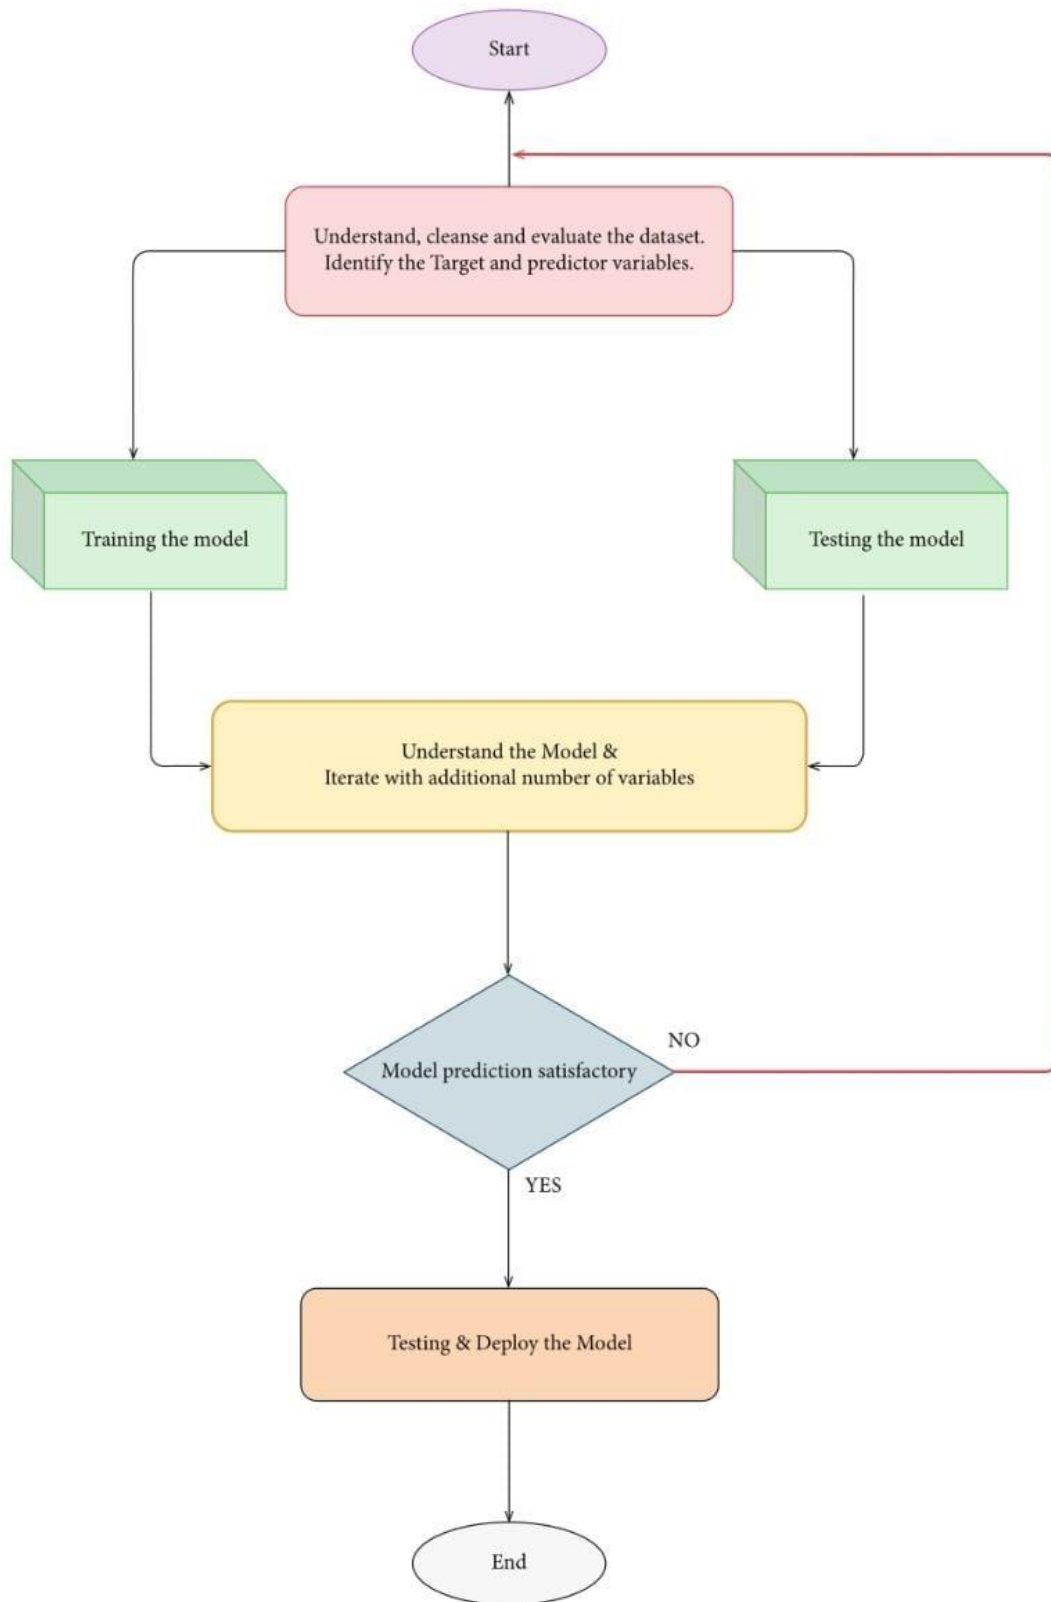 Start
Understand, cleanse and evaluate the dataset.
Identify the Target and predictor variables.
Training the model
Testing the model
Understand the Model &
Iterate with additional number of variables
Model prediction satisfactory
NO
YES
Testing & Deploy the Model
End